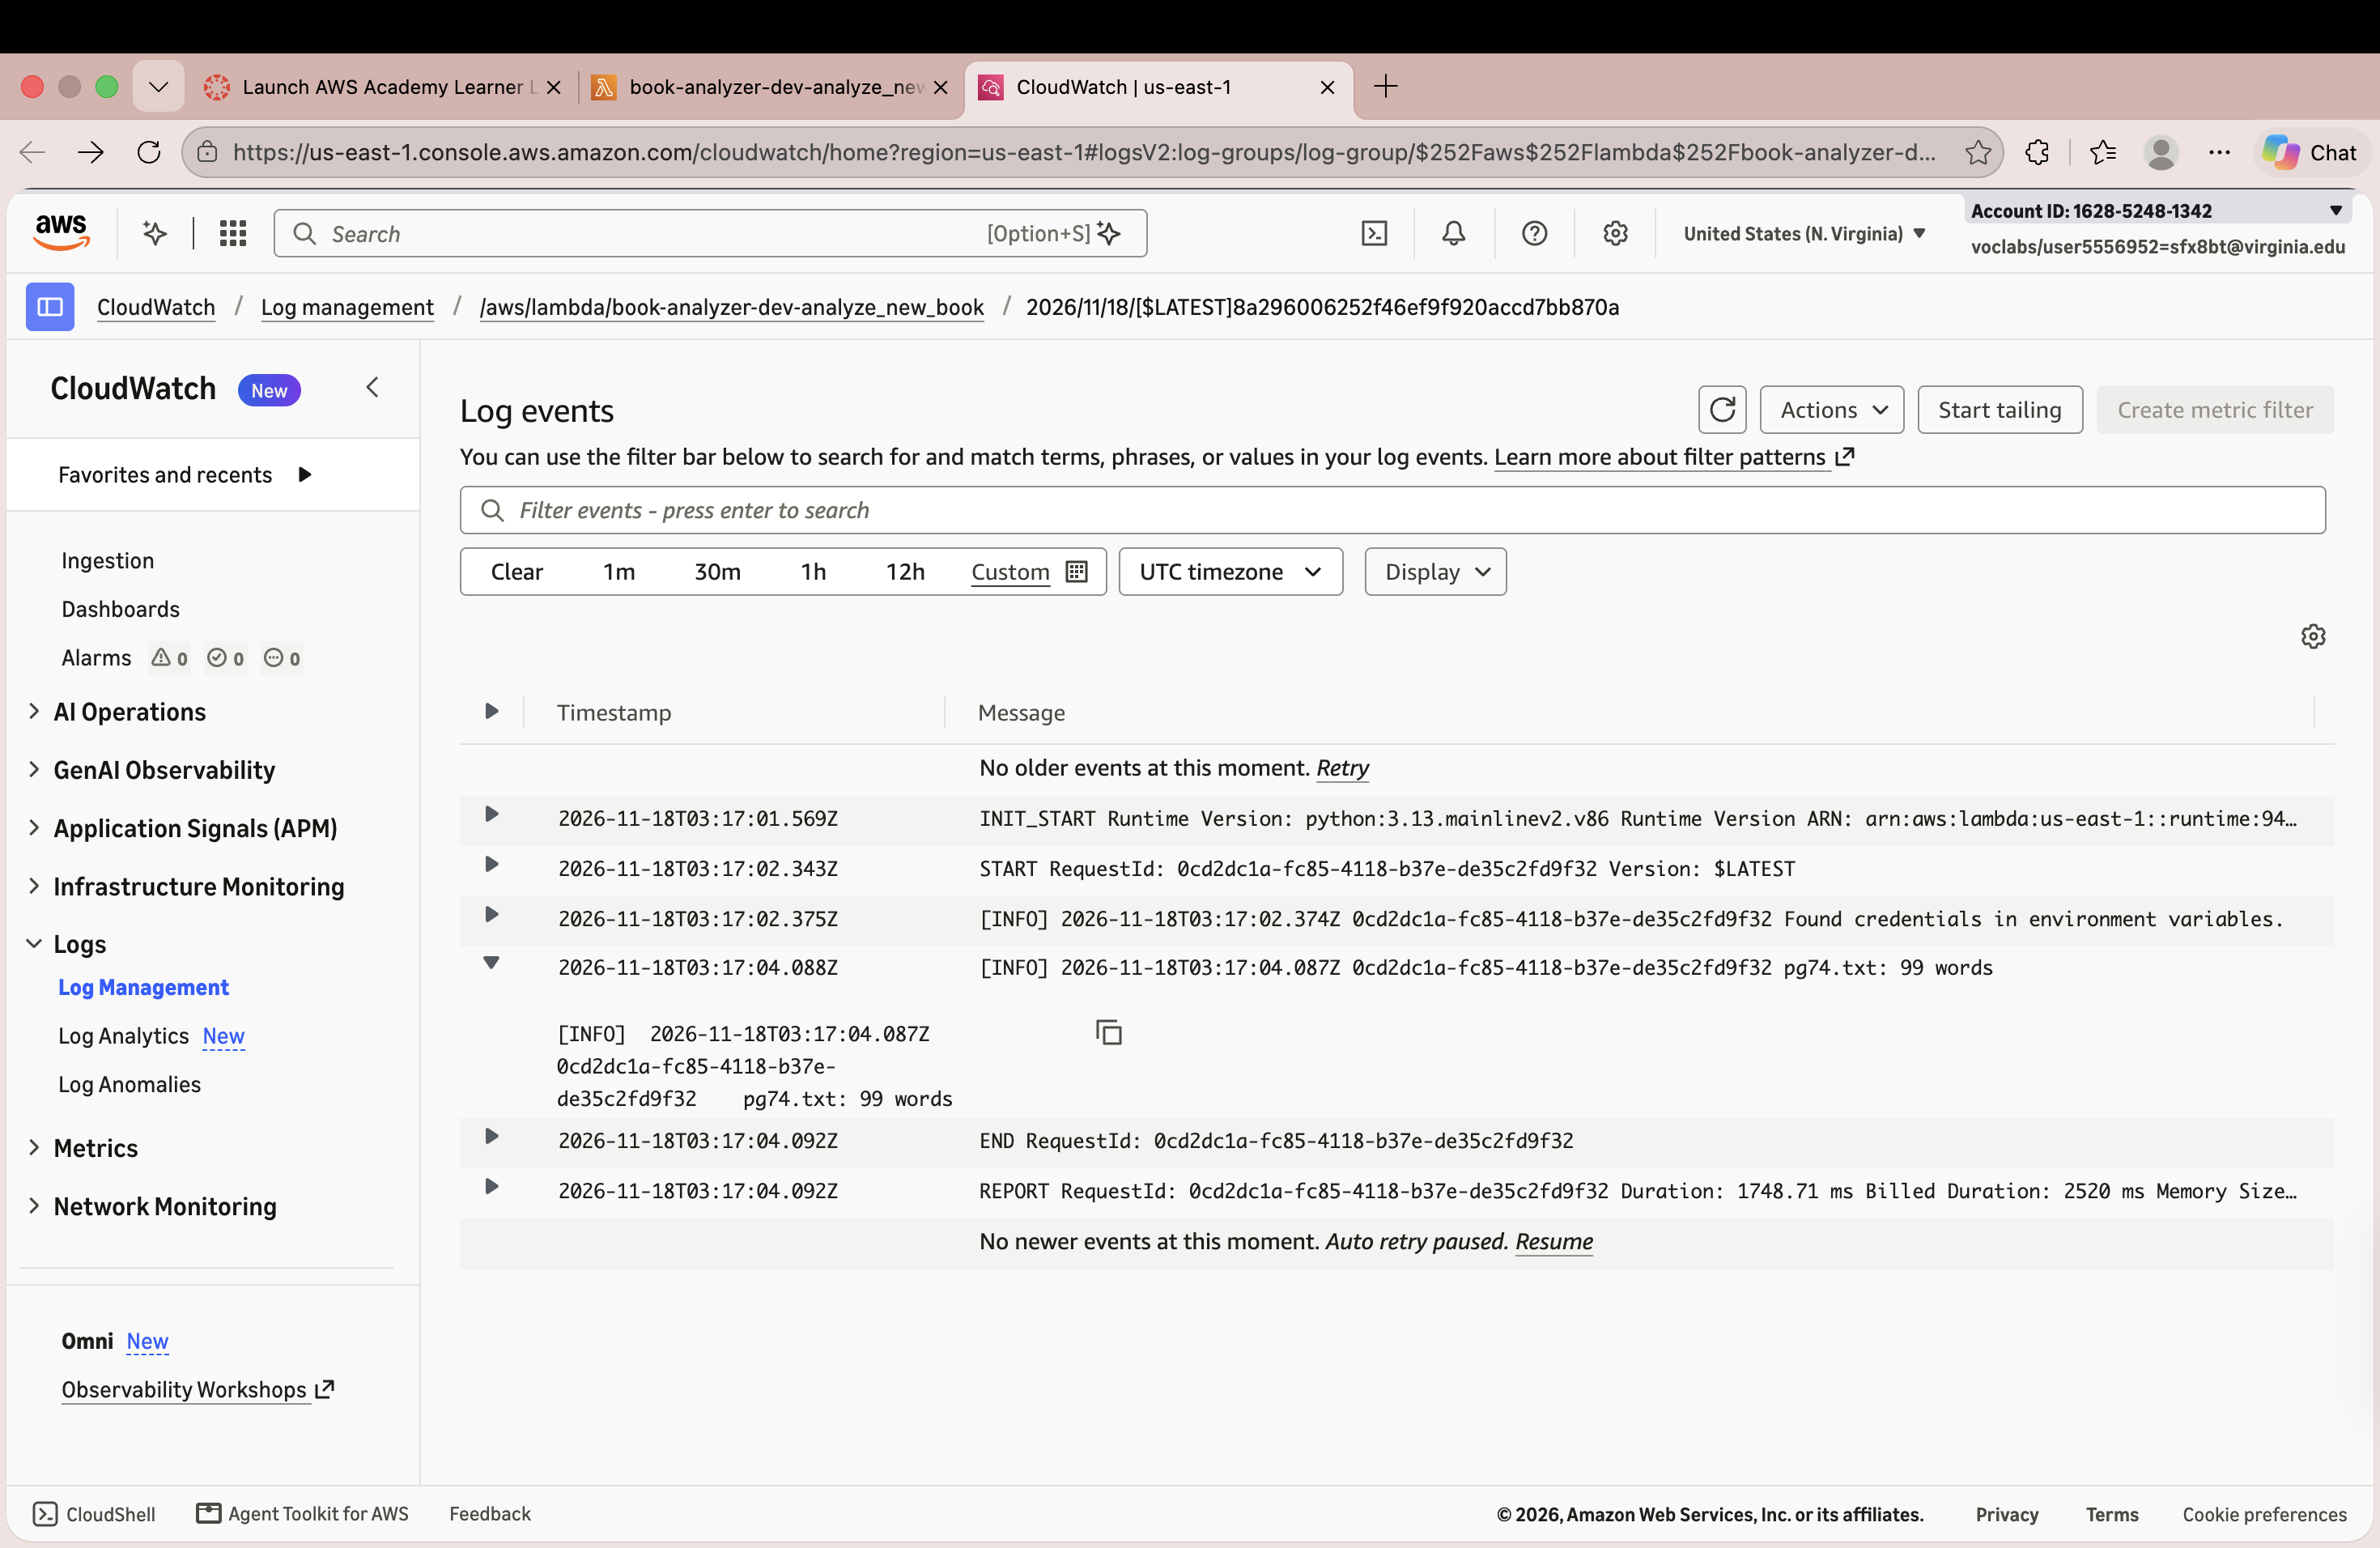 Launch AWS Academy Learner L
book-analyzer-dev-analyze_new
CloudWatch | us-east-1
https://us-east-1.console.aws.amazon.com/cloudwatch/home?region=us-east-1#logsV2:log-groups/log-group/$252Faws$252Flambda$252Fbook-analyzer-d...
Chat
aws
Search
[Option+S]
United States (N. Virginia)
Account ID: 1628-5248-1342
voclabs/user5556952=sfx8bt@virginia.edu
CloudWatch / Log management / /aws/lambda/book-analyzer-dev-analyze_new_book / 2026/11/18/[$LATEST]8a296006252f46ef9f920accd7bb870a
CloudWatch New
Favorites and recents
Ingestion
Dashboards
Alarms 0 0 0
AI Operations
GenAI Observability
Application Signals (APM)
Infrastructure Monitoring
Logs
Log Management
Log Analytics New
Log Anomalies
Metrics
Network Monitoring
Omni New
Observability Workshops
Log events
Actions
Start tailing
Create metric filter
You can use the filter bar below to search for and match terms, phrases, or values in your log events. Learn more about filter patterns
Filter events - press enter to search
Clear 1m 30m 1h 12h Custom
UTC timezone
Display
Timestamp Message
No older events at this moment. Retry
2026-11-18T03:17:01.569Z INIT_START Runtime Version: python:3.13.mainlinev2.v86 Runtime Version ARN: arn:aws:lambda:us-east-1::runtime:94…
2026-11-18T03:17:02.343Z START RequestId: 0cd2dc1a-fc85-4118-b37e-de35c2fd9f32 Version: $LATEST
2026-11-18T03:17:02.375Z [INFO] 2026-11-18T03:17:02.374Z 0cd2dc1a-fc85-4118-b37e-de35c2fd9f32 Found credentials in environment variables.
2026-11-18T03:17:04.088Z [INFO] 2026-11-18T03:17:04.087Z 0cd2dc1a-fc85-4118-b37e-de35c2fd9f32 pg74.txt: 99 words
[INFO] 2026-11-18T03:17:04.087Z
0cd2dc1a-fc85-4118-b37e-
de35c2fd9f32 pg74.txt: 99 words
2026-11-18T03:17:04.092Z END RequestId: 0cd2dc1a-fc85-4118-b37e-de35c2fd9f32
2026-11-18T03:17:04.092Z REPORT RequestId: 0cd2dc1a-fc85-4118-b37e-de35c2fd9f32 Duration: 1748.71 ms Billed Duration: 2520 ms Memory Size…
No newer events at this moment. Auto retry paused. Resume
CloudShell
Agent Toolkit for AWS
Feedback
© 2026, Amazon Web Services, Inc. or its affiliates.
Privacy
Terms
Cookie preferences